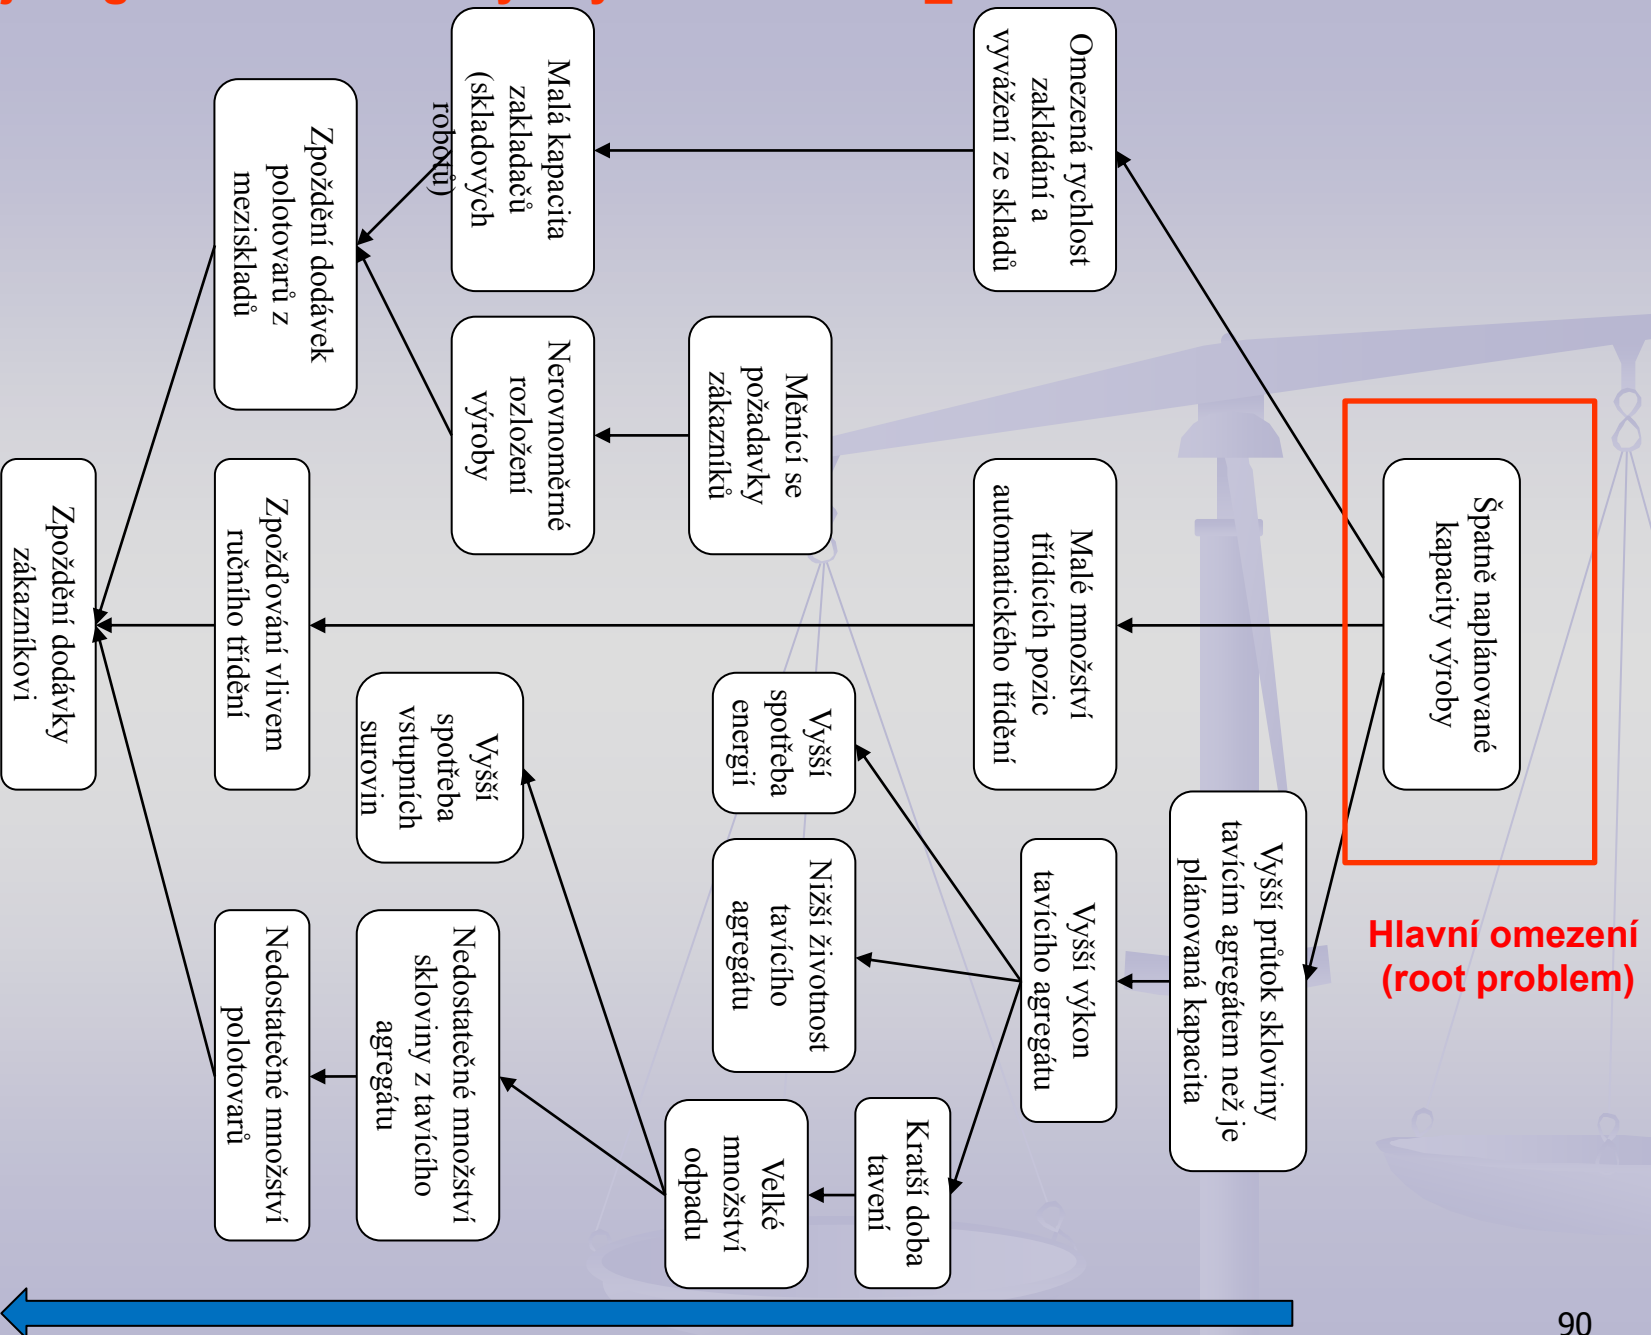 Omezená rychlost
zakládání a
vyvážení ze skladů
Malá kapacita
zakladačů
(skladových
robotů)
Zpoždění dodávek
polotovarů z
meziskladů
Měnící se
požadavky
zákazníků
Nerovnoměrné
rozložení
výroby
Špatně naplánované
kapacity výroby
Malé množství
třídících pozic
automatického třídění
Zpožďování vlivem
ručního třídění
Zpoždění dodávky
zákazníkovi
Vyšší
spotřeba
energií
Vyšší
spotřeba
vstupních
surovin
Vyšší průtok skloviny
tavícím agregátem než je
plánovaná kapacita
Vyšší výkon
tavícího agregátu
Nižší životnost
tavícího
agregátu
Nedostatečné množství
skloviny z tavícího
agregátu
Nedostatečné množství
polotovarů
Kratší doba
tavení
Velké
množství
odpadu
Hlavní omezení
(root problem)
90